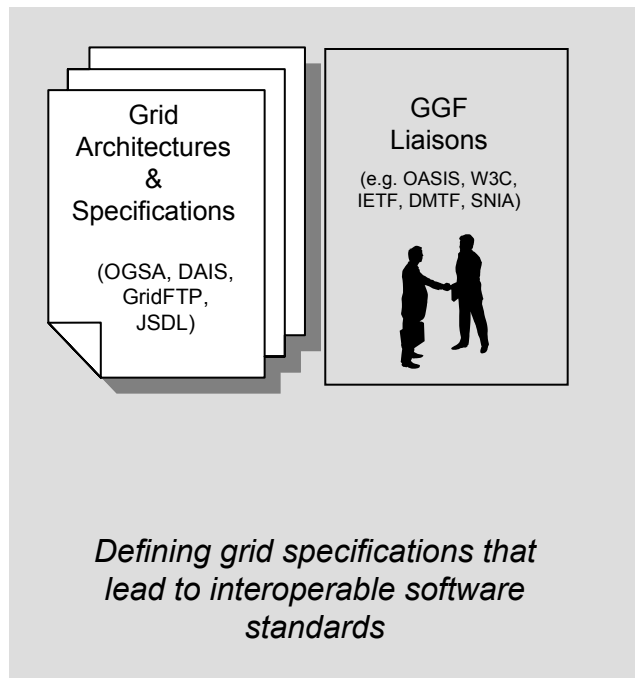 Grid
Architectures
&
Specifications
(OGSA, DAIS,
GridFTP,
JSDL)
GGF
Liaisons
(e.g. OASIS, W3C,
IETF, DMTF, SNIA)
Defining grid specifications that
lead to interoperable software
standards